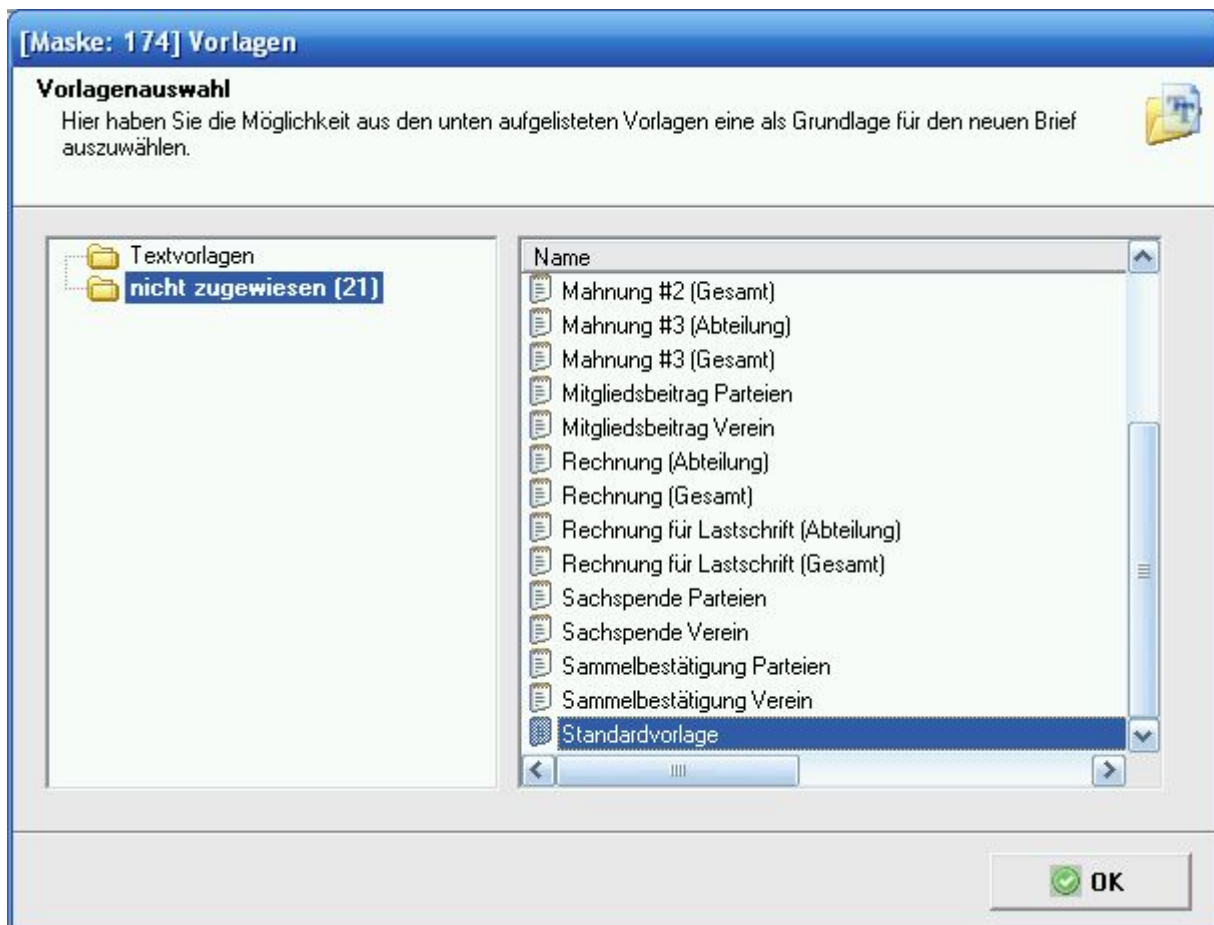 [Maske: 174] Vorlagen
Vorlagenauswahl
Hier haben Sie die Möglichkeit aus den unten aufgelisteten Vorlagen eine als Grundlage für den neuen Brief
auszuwählen.
Textvorlagen
nicht zugewiesen (21)
Name
Mahnung #2 (Gesamt)
Mahnung #3 (Abteilung)
Mahnung #3 (Gesamt)
Mitgliedsbeitrag Parteien
Mitgliedsbeitrag Verein
Rechnung (Abteilung)
Rechnung (Gesamt)
Rechnung für Lastschrift (Abteilung)
Rechnung für Lastschrift (Gesamt)
Sachspende Parteien
Sachspende Verein
Sammelbestätigung Parteien
Sammelbestätigung Verein
Standardvorlage
OK